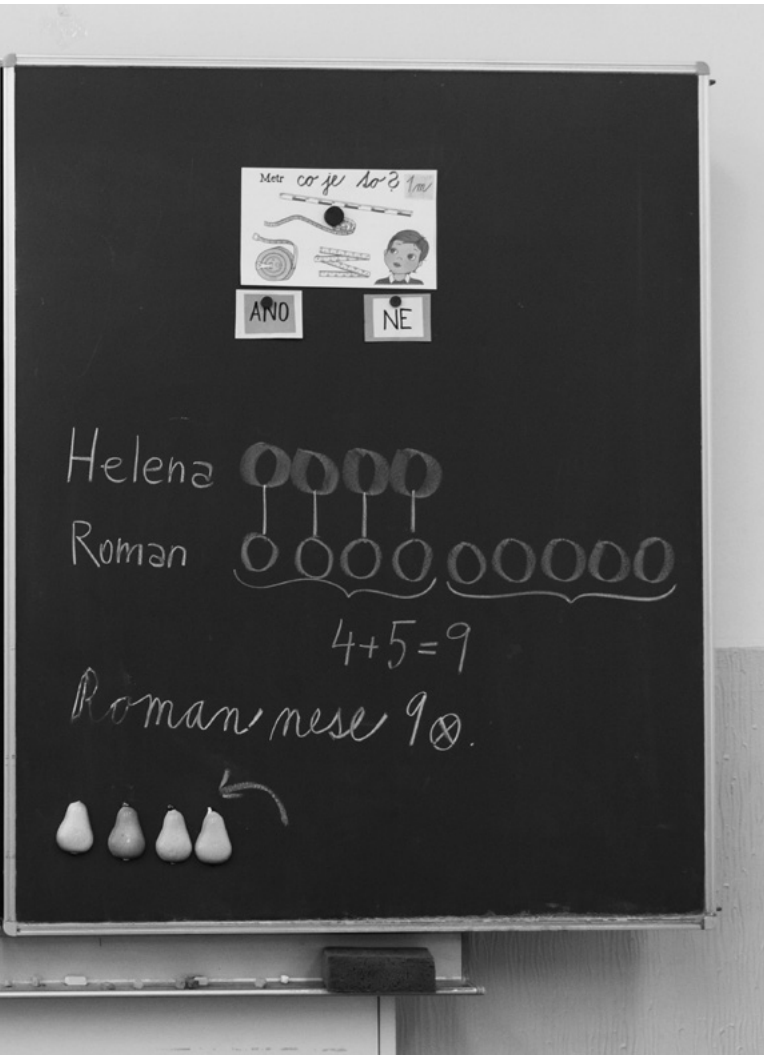 Metr co je to? 1m
ANO NE
Helena
Roman
4+5=9
Roman nese 9⊗.